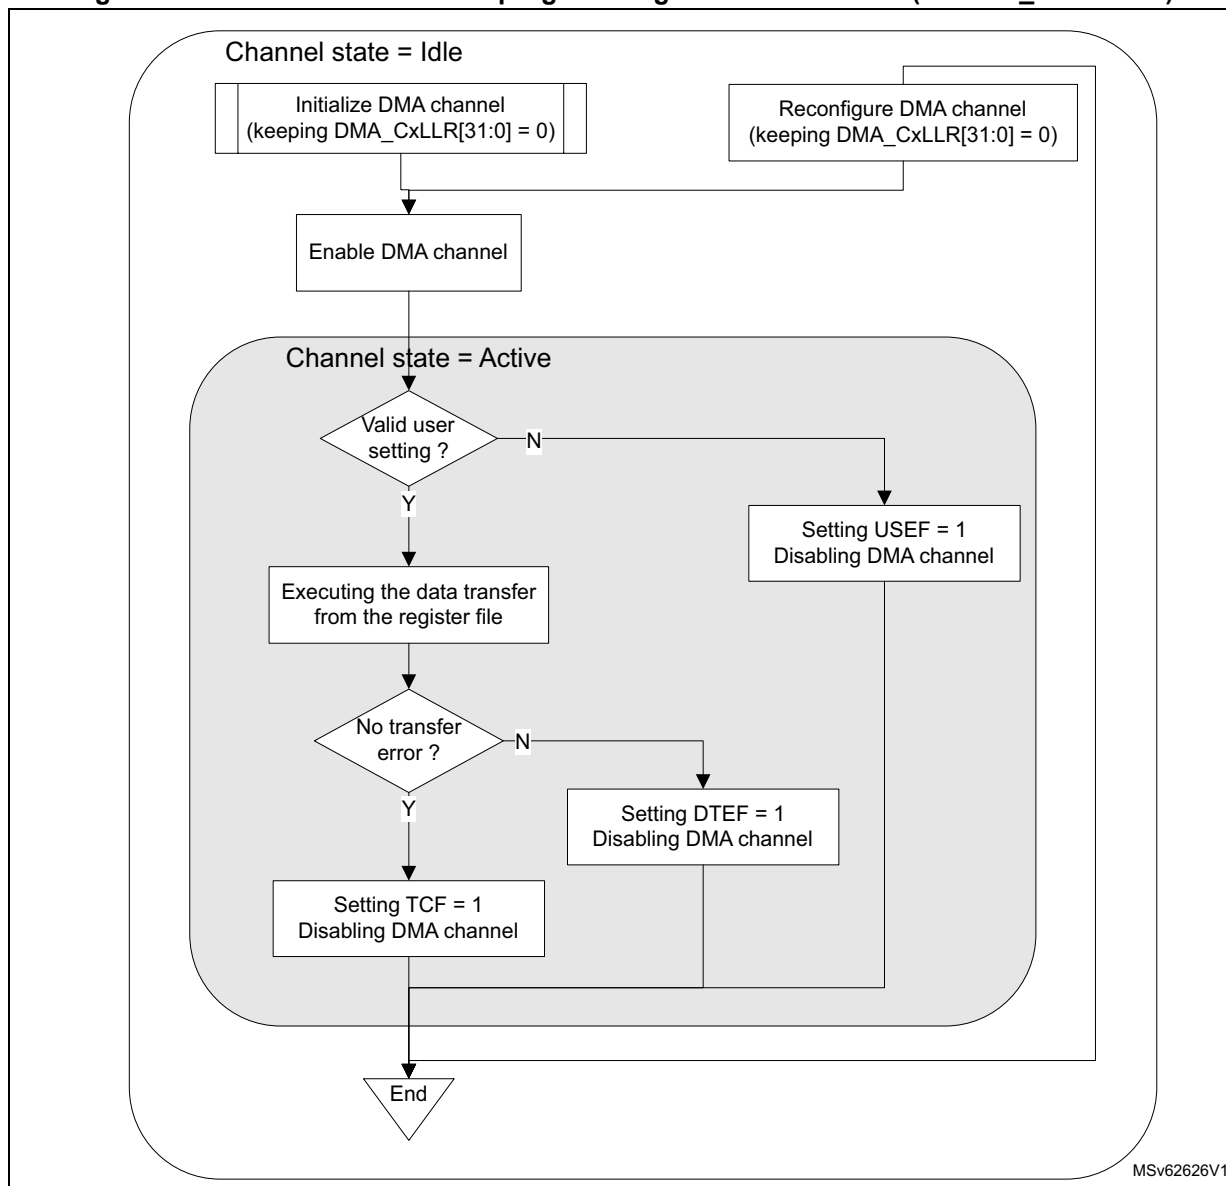 Channel state = Idle
Initialize DMA channel
(keeping DMA_CxLLR[31:0] = 0)
Reconfigure DMA channel
(keeping DMA_CxLLR[31:0] = 0)
Enable DMA channel
Channel state = Active
Valid user
setting ?
N
Y
Setting USEF = 1
Disabling DMA channel
Executing the data transfer
from the register file
No transfer
error ?
N
Y
Setting DTEF = 1
Disabling DMA channel
Setting TCF = 1
Disabling DMA channel
End
MSv62626V1